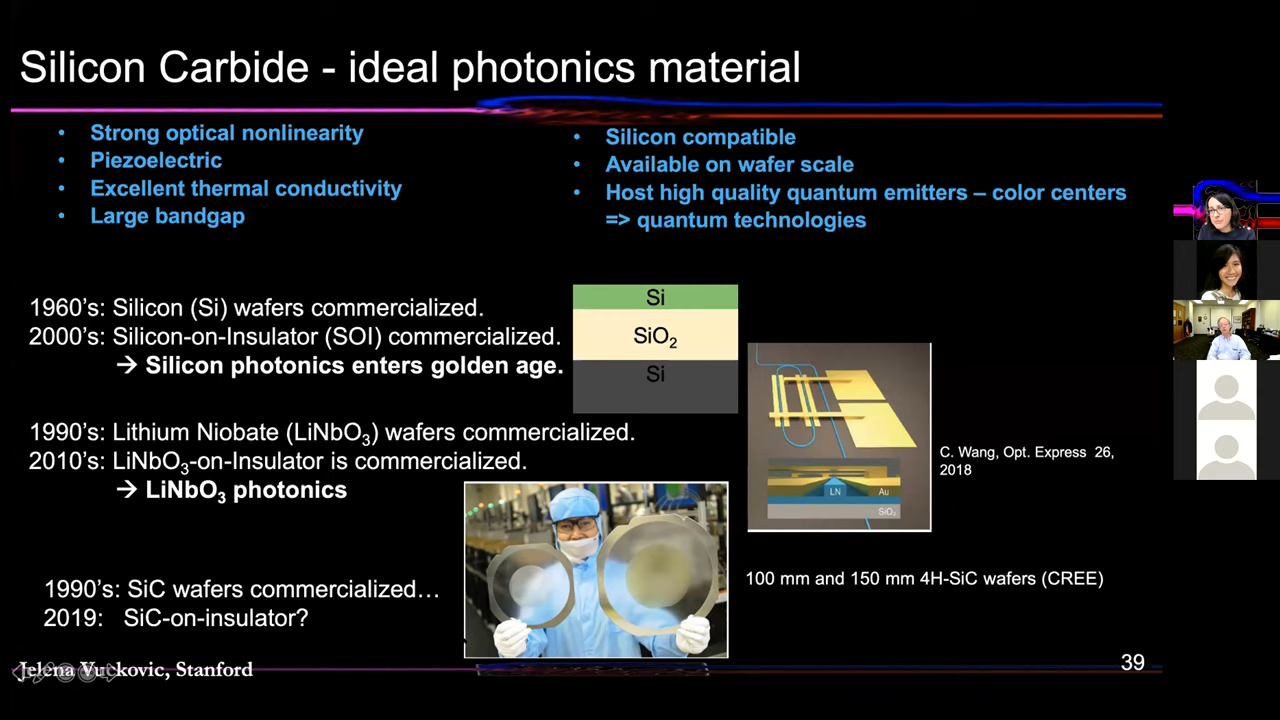 Silicon Carbide - ideal photonics material
• Strong optical nonlinearity
• Piezoelectric
• Excellent thermal conductivity
• Large bandgap
• Silicon compatible
• Available on wafer scale
• Host high quality quantum emitters – color centers
=> quantum technologies
1960's: Silicon (Si) wafers commercialized.
2000's: Silicon-on-Insulator (SOI) commercialized.
→ Silicon photonics enters golden age.
Si
SiO₂
Si
1990's: Lithium Niobate (LiNbO₃) wafers commercialized.
2010's: LiNbO₃-on-Insulator is commercialized.
→ LiNbO₃ photonics
LN
Au
SiO₂
C. Wang, Opt. Express 26,
2018
1990's: SiC wafers commercialized…
2019: SiC-on-insulator?
100 mm and 150 mm 4H-SiC wafers (CREE)
Jelena Vuckovic, Stanford
39